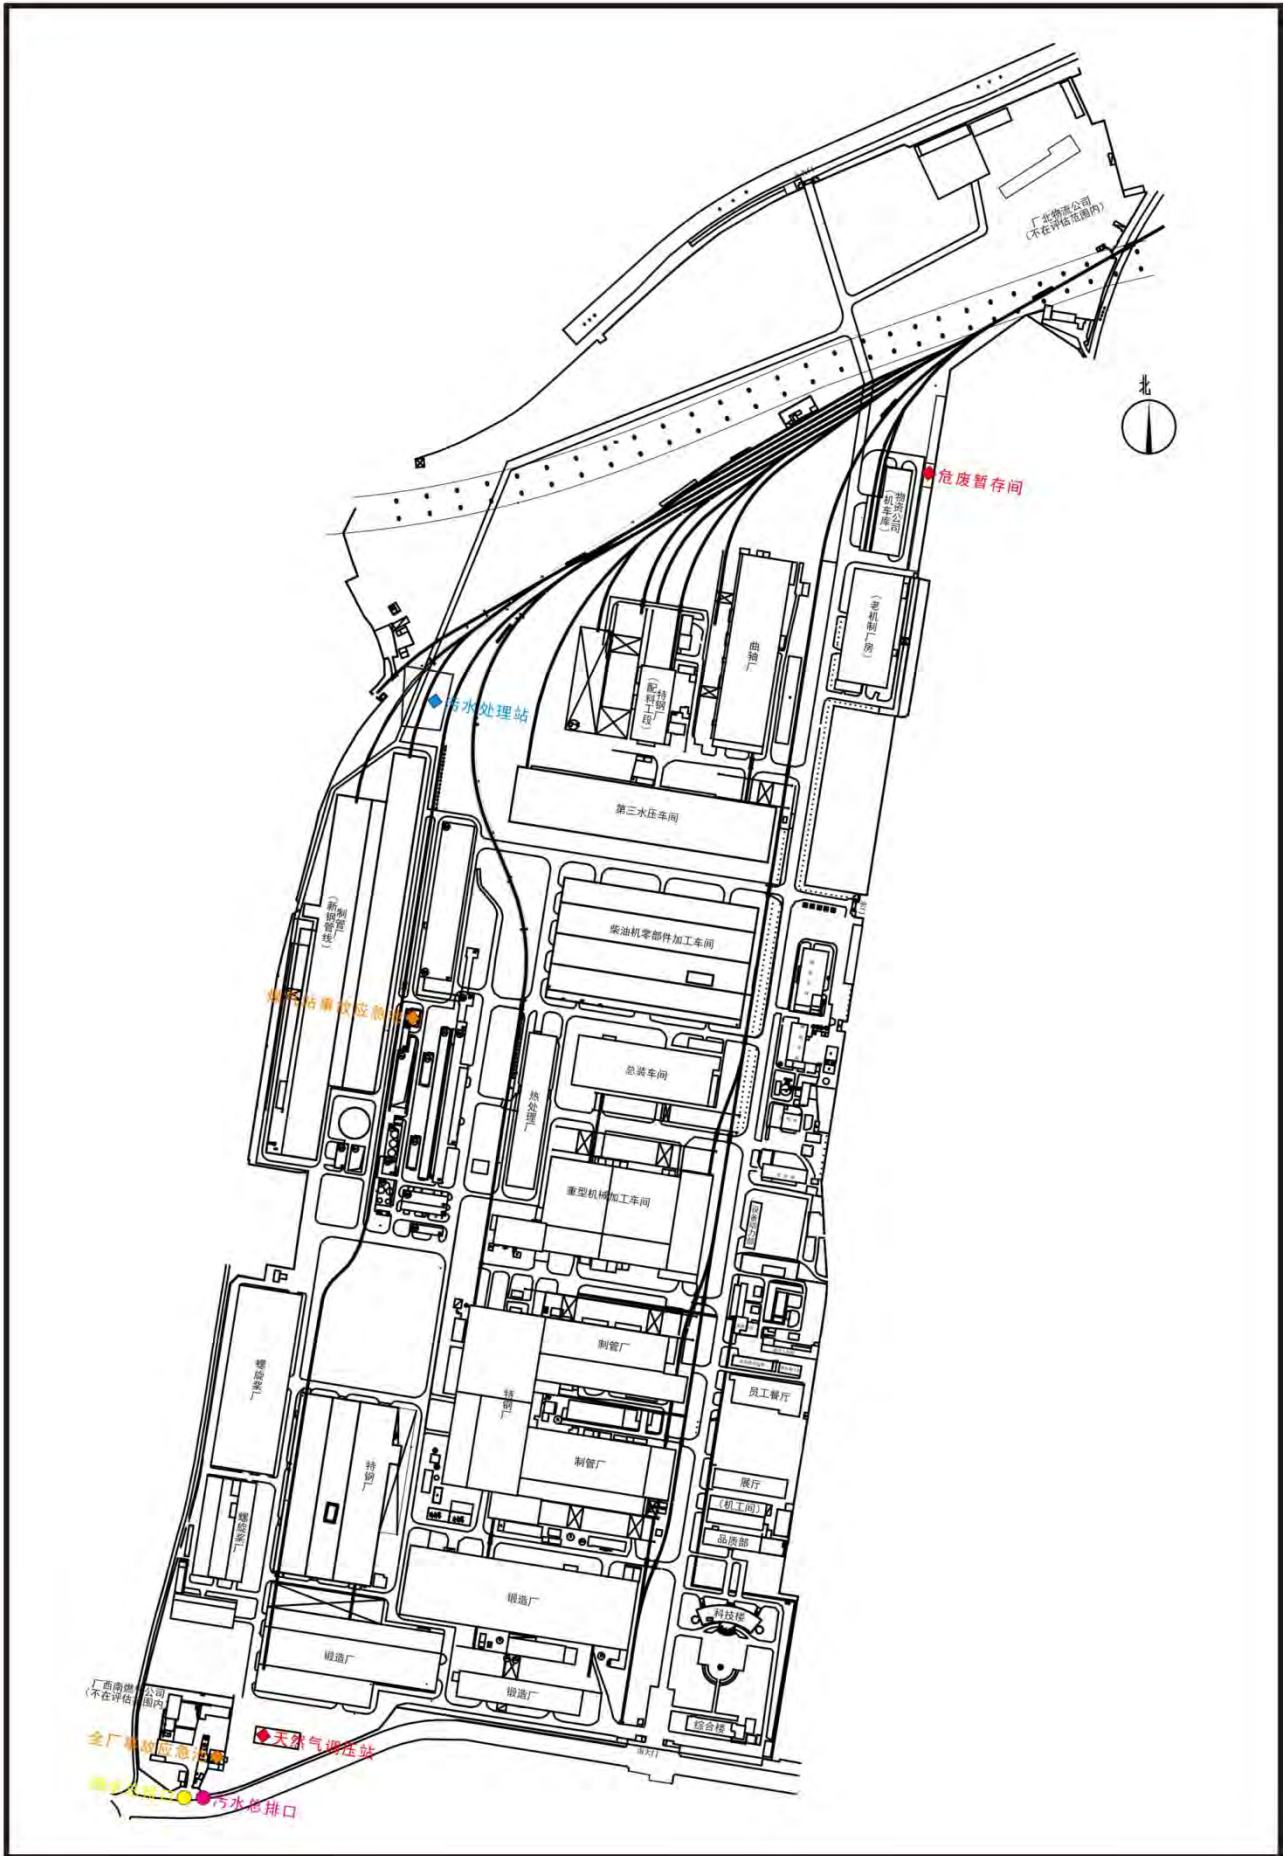 厂北物流公司
（不在评估范围内）
北
危废暂存间
物资公司
（机车库）
（老机制厂房）
曲轴厂
特钢厂
（配料工段）
污水处理站
第三水压车间
制管厂
（新钢管线）
柴油机零部件加工车间
煤气站事故应急池
总装车间
热处理厂
重型机械加工车间
设备动力部
制管厂
螺旋桨厂
特钢厂
员工餐厅
制管厂
特钢厂
展厅
（机工间）
螺旋桨厂
品质部
锻造厂
科技楼
锻造厂
厂西南燃气公司
（不在评估范围内
锻造厂
综合楼
全厂事故应急池
天然气调压站
污水总排口